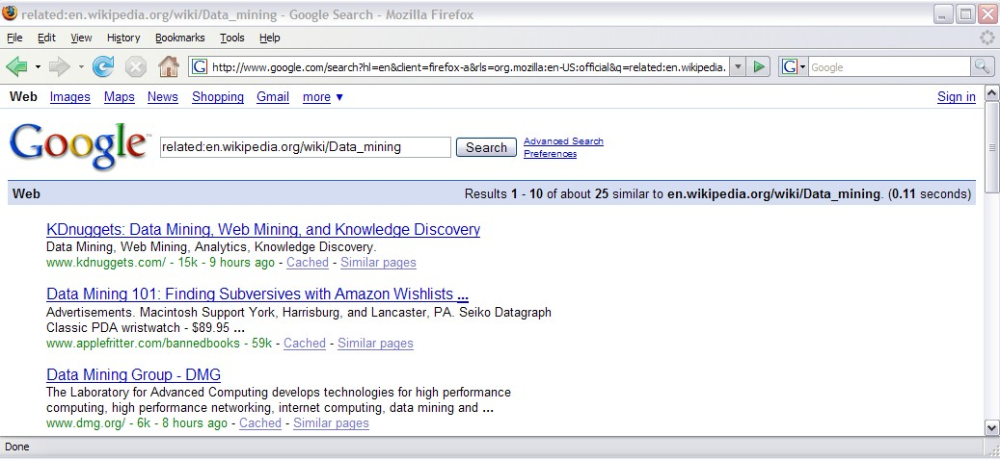 related:en.wikipedia.org/wiki/Data_mining - Google Search - Mozilla Firefox
File Edit View History Bookmarks Tools Help
G http://www.google.com/search?hl=en&client=firefox-a&rls=org.mozilla:en-US:official&q=related:en.wikipedia. G Google
Web Images Maps News Shopping Gmail more ▼ Sign in
Google™ related:en.wikipedia.org/wiki/Data_mining Search Advanced Search
Preferences
Web Results 1 - 10 of about 25 similar to en.wikipedia.org/wiki/Data_mining. (0.11 seconds)
KDnuggets: Data Mining, Web Mining, and Knowledge Discovery
Data Mining, Web Mining, Analytics, Knowledge Discovery.
www.kdnuggets.com/ - 15k - 9 hours ago - Cached - Similar pages
Data Mining 101: Finding Subversives with Amazon Wishlists ...
Advertisements. Macintosh Support York, Harrisburg, and Lancaster, PA. Seiko Datagraph
Classic PDA wristwatch - $89.95 ...
www.applefritter.com/bannedbooks - 59k - Cached - Similar pages
Data Mining Group - DMG
The Laboratory for Advanced Computing develops technologies for high performance
computing, high performance networking, internet computing, data mining and ...
www.dmg.org/ - 6k - 8 hours ago - Cached - Similar pages
Done